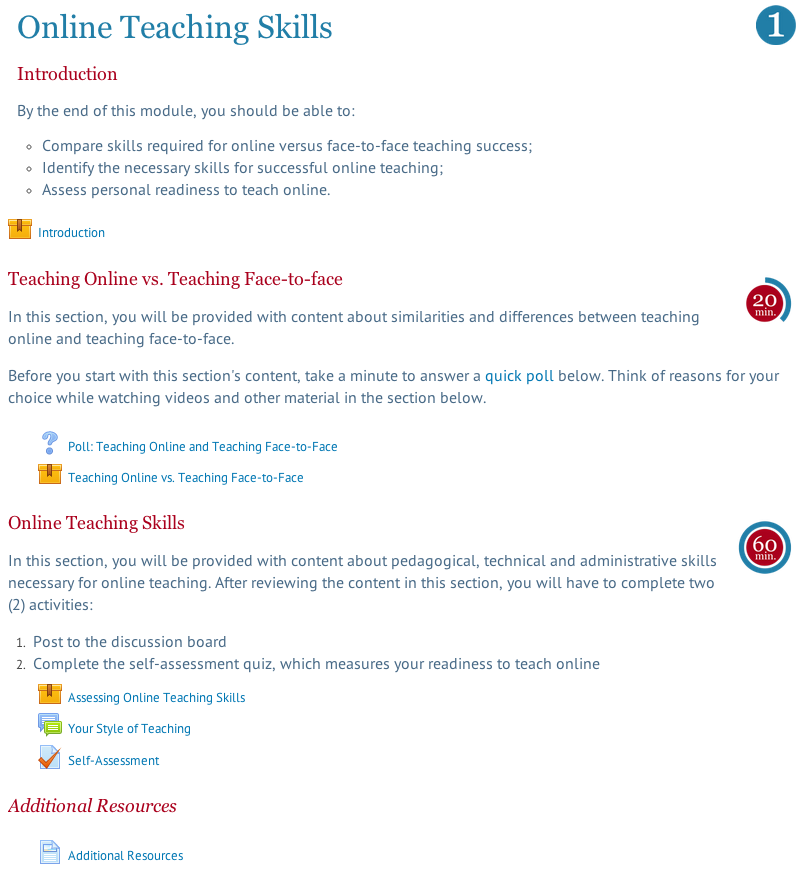 Online Teaching Skills
1
Introduction
By the end of this module, you should be able to:
Compare skills required for online versus face-to-face teaching success;
Identify the necessary skills for successful online teaching;
Assess personal readiness to teach online.
Introduction
Teaching Online vs. Teaching Face-to-face
20
min.
In this section, you will be provided with content about similarities and differences between teaching
online and teaching face-to-face.
Before you start with this section's content, take a minute to answer a quick poll below. Think of reasons for your
choice while watching videos and other material in the section below.
Poll: Teaching Online and Teaching Face-to-Face
Teaching Online vs. Teaching Face-to-Face
Online Teaching Skills
60
min.
In this section, you will be provided with content about pedagogical, technical and administrative skills
necessary for online teaching. After reviewing the content in this section, you will have to complete two
(2) activities:
1. Post to the discussion board
2. Complete the self-assessment quiz, which measures your readiness to teach online
Assessing Online Teaching Skills
Your Style of Teaching
Self-Assessment
Additional Resources
Additional Resources